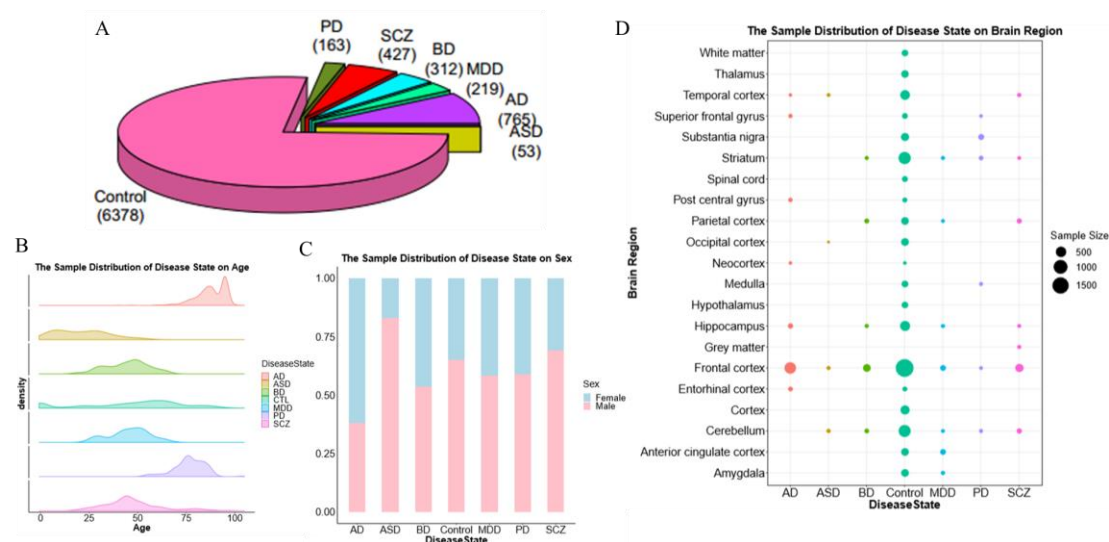 A
PD
(163)
SCZ
(427)
BD
(312)
MDD
(219)
AD
(765)
ASD
(53)
Control
(6378)
B
The Sample Distribution of Disease State on Age
density
DiseaseState
AD
ASD
BD
CTL
MDD
PD
SCZ
0
25
50
75
100
Age
C
The Sample Distribution of Disease State on Sex
1.00
0.75
0.50
0.25
0.00
AD
ASD
BD
Control
MDD
PD
SCZ
DiseaseState
Sex
Female
Male
D
The Sample Distribution of Disease State on Brain Region
Brain Region
White matter
Thalamus
Temporal cortex
Superior frontal gyrus
Substantia nigra
Striatum
Spinal cord
Post central gyrus
Parietal cortex
Occipital cortex
Neocortex
Medulla
Hypothalamus
Hippocampus
Grey matter
Frontal cortex
Entorhinal cortex
Cortex
Cerebellum
Anterior cingulate cortex
Amygdala
AD
ASD
BD
Control
MDD
PD
SCZ
DiseaseState
Sample Size
500
1000
1500